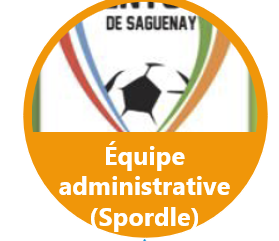 DE SAGUENAY
Équipe
administrative
(Spordle)